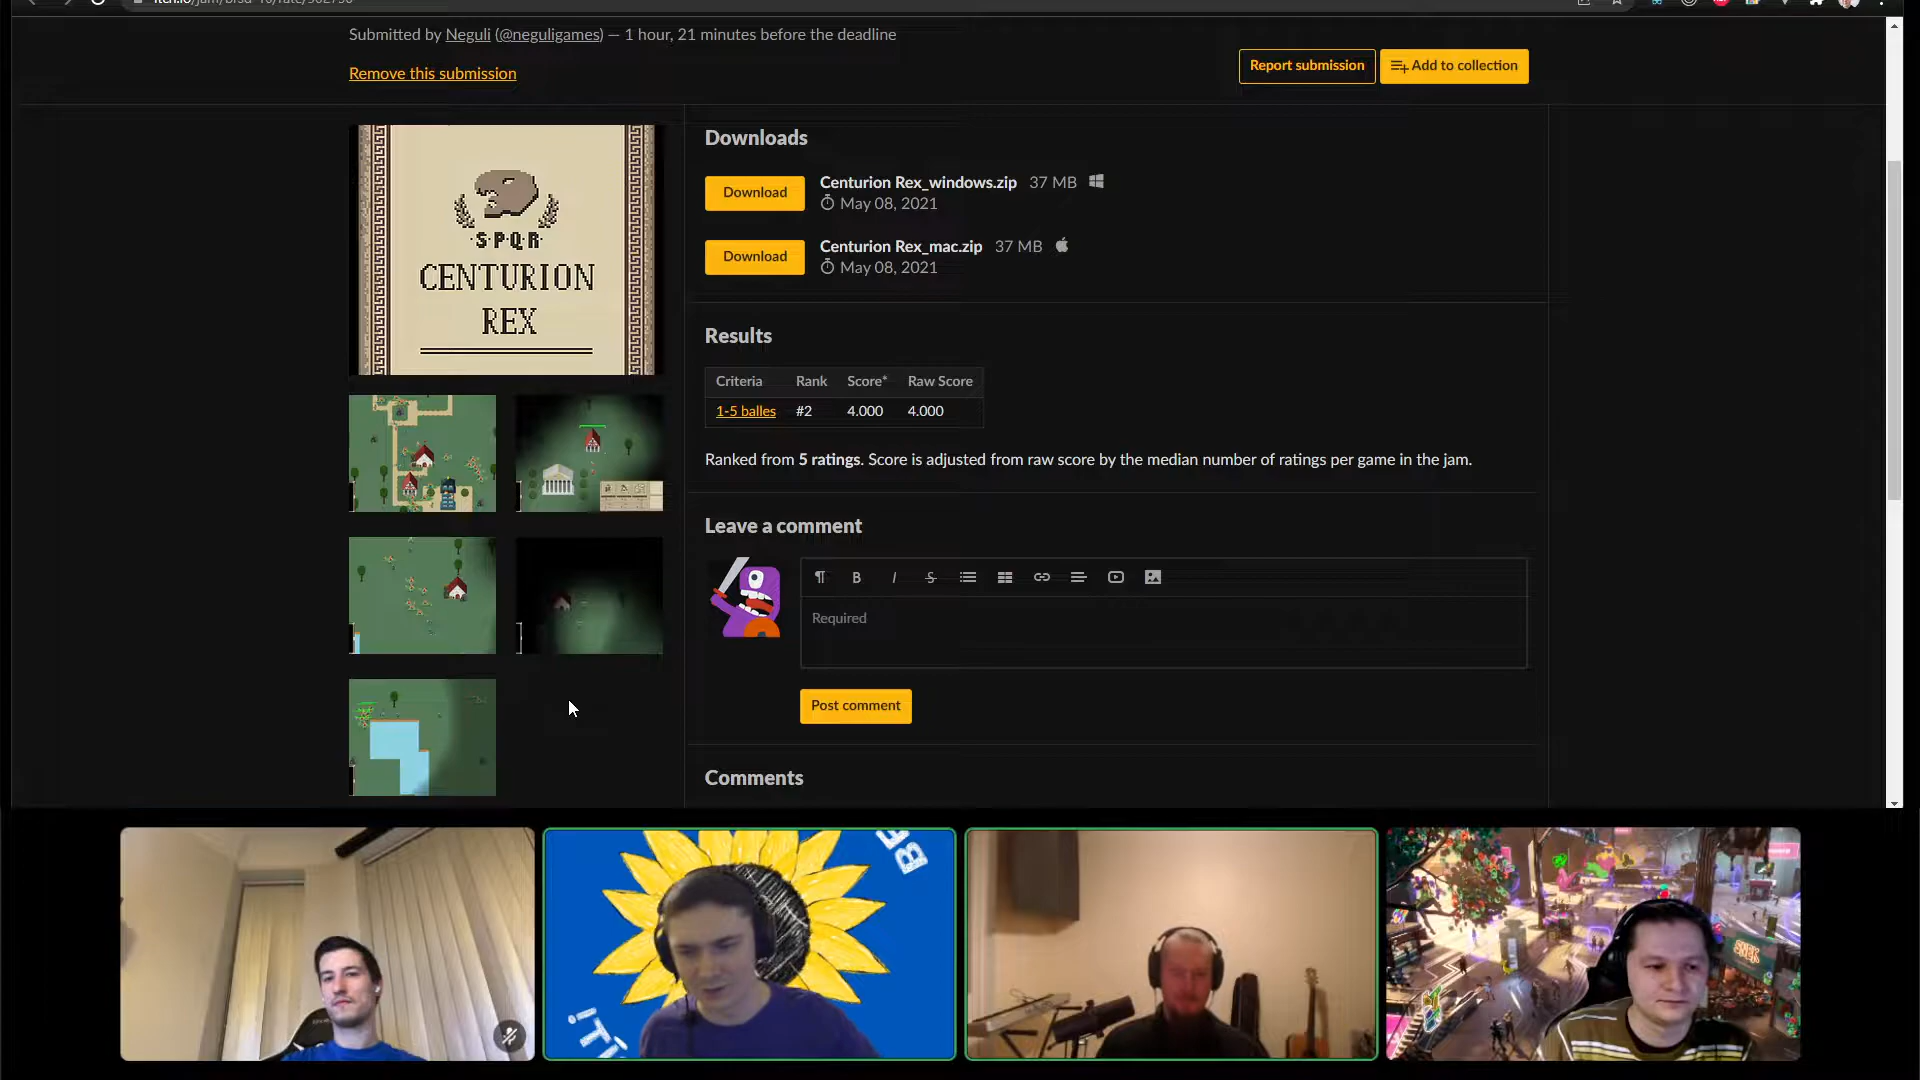 Submitted by Neguli (@neguligames) — 1 hour, 21 minutes before the deadline
Remove this submission
Report submission
Add to collection
·S·P·Q·R·
CENTURION
REX
Downloads
Download
Centurion Rex_windows.zip 37 MB
May 08, 2021
Download
Centurion Rex_mac.zip 37 MB
May 08, 2021
Results
Criteria Rank Score* Raw Score
1-5 balles #2 4.000 4.000
Ranked from 5 ratings. Score is adjusted from raw score by the median number of ratings per game in the jam.
Leave a comment
Required
Post comment
Comments